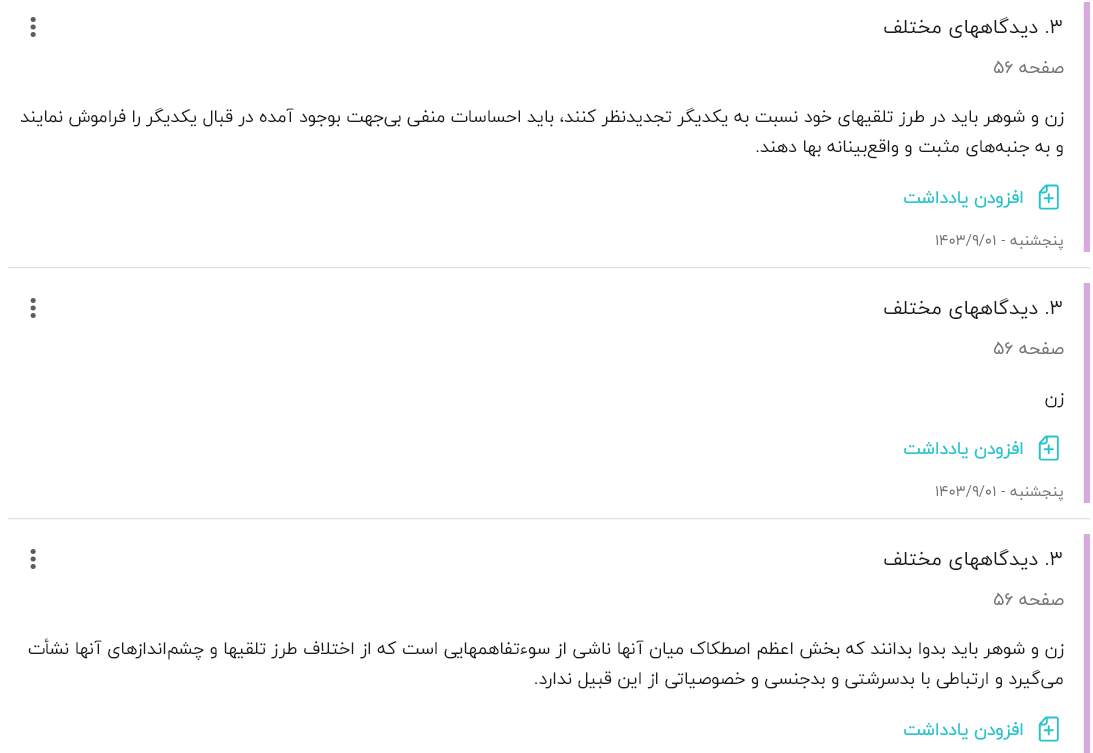 ۳. دیدگاههای مختلف
صفحه ۵۶
زن و شوهر باید در طرز تلقیهای خود نسبت به یکدیگر تجدیدنظر کنند، باید احساسات منفی بی‌جهت بوجود آمده در قبال یکدیگر را فراموش نمایند
و به جنبه‌های مثبت و واقع‌بینانه بها دهند.
افزودن یادداشت
پنجشنبه - ۱۴۰۳/۹/۰۱
۳. دیدگاههای مختلف
صفحه ۵۶
زن
افزودن یادداشت
پنجشنبه - ۱۴۰۳/۹/۰۱
۳. دیدگاههای مختلف
صفحه ۵۶
زن و شوهر باید بدوا بدانند که بخش اعظم اصطکاک میان آنها ناشی از سوءتفاهمهایی است که از اختلاف طرز تلقیها و چشم‌اندازهای آنها نشأت
می‌گیرد و ارتباطی با بدسرشتی و بدجنسی و خصوصیاتی از این قبیل ندارد.
افزودن یادداشت